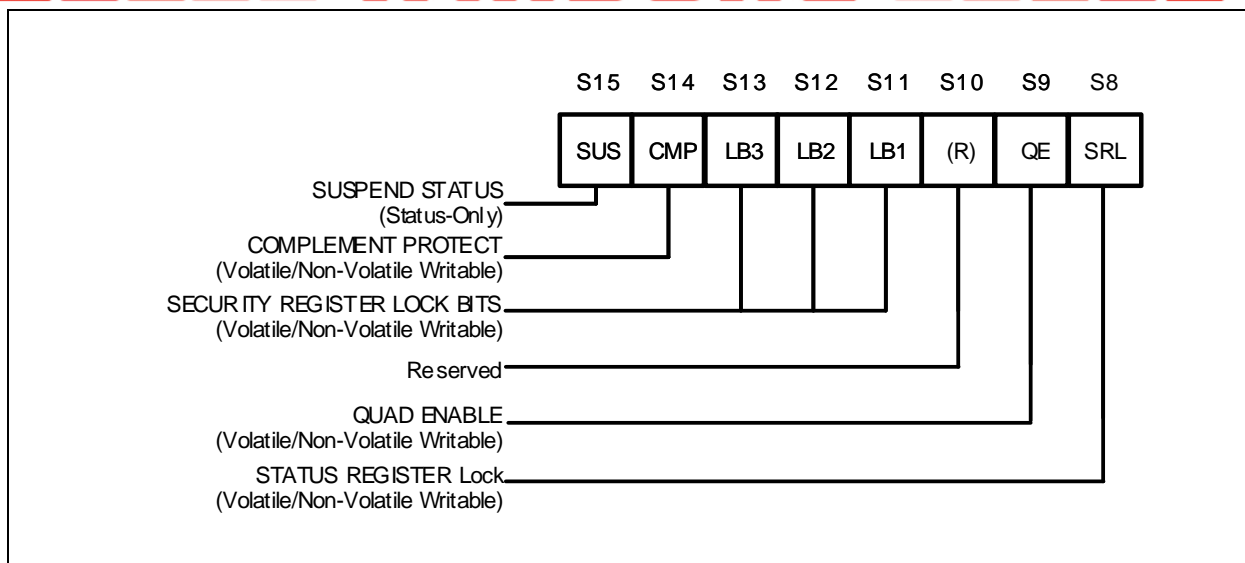 S15 S14 S13 S12 S11 S10 S9 S8
SUS CMP LB3 LB2 LB1 (R) QE SRL
SUSPEND STATUS
(Status-Only)
COMPLEMENT PROTECT
(Volatile/Non-Volatile Writable)
SECURITY REGISTER LOCK BITS
(Volatile/Non-Volatile Writable)
Reserved
QUAD ENABLE
(Volatile/Non-Volatile Writable)
STATUS REGISTER Lock
(Volatile/Non-Volatile Writable)